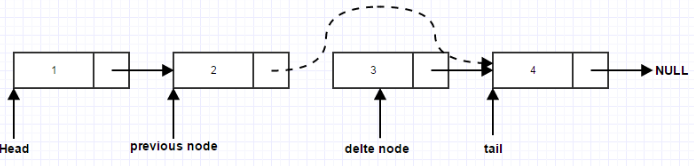 1
2
3
4
NULL
Head
previous node
delte node
tail